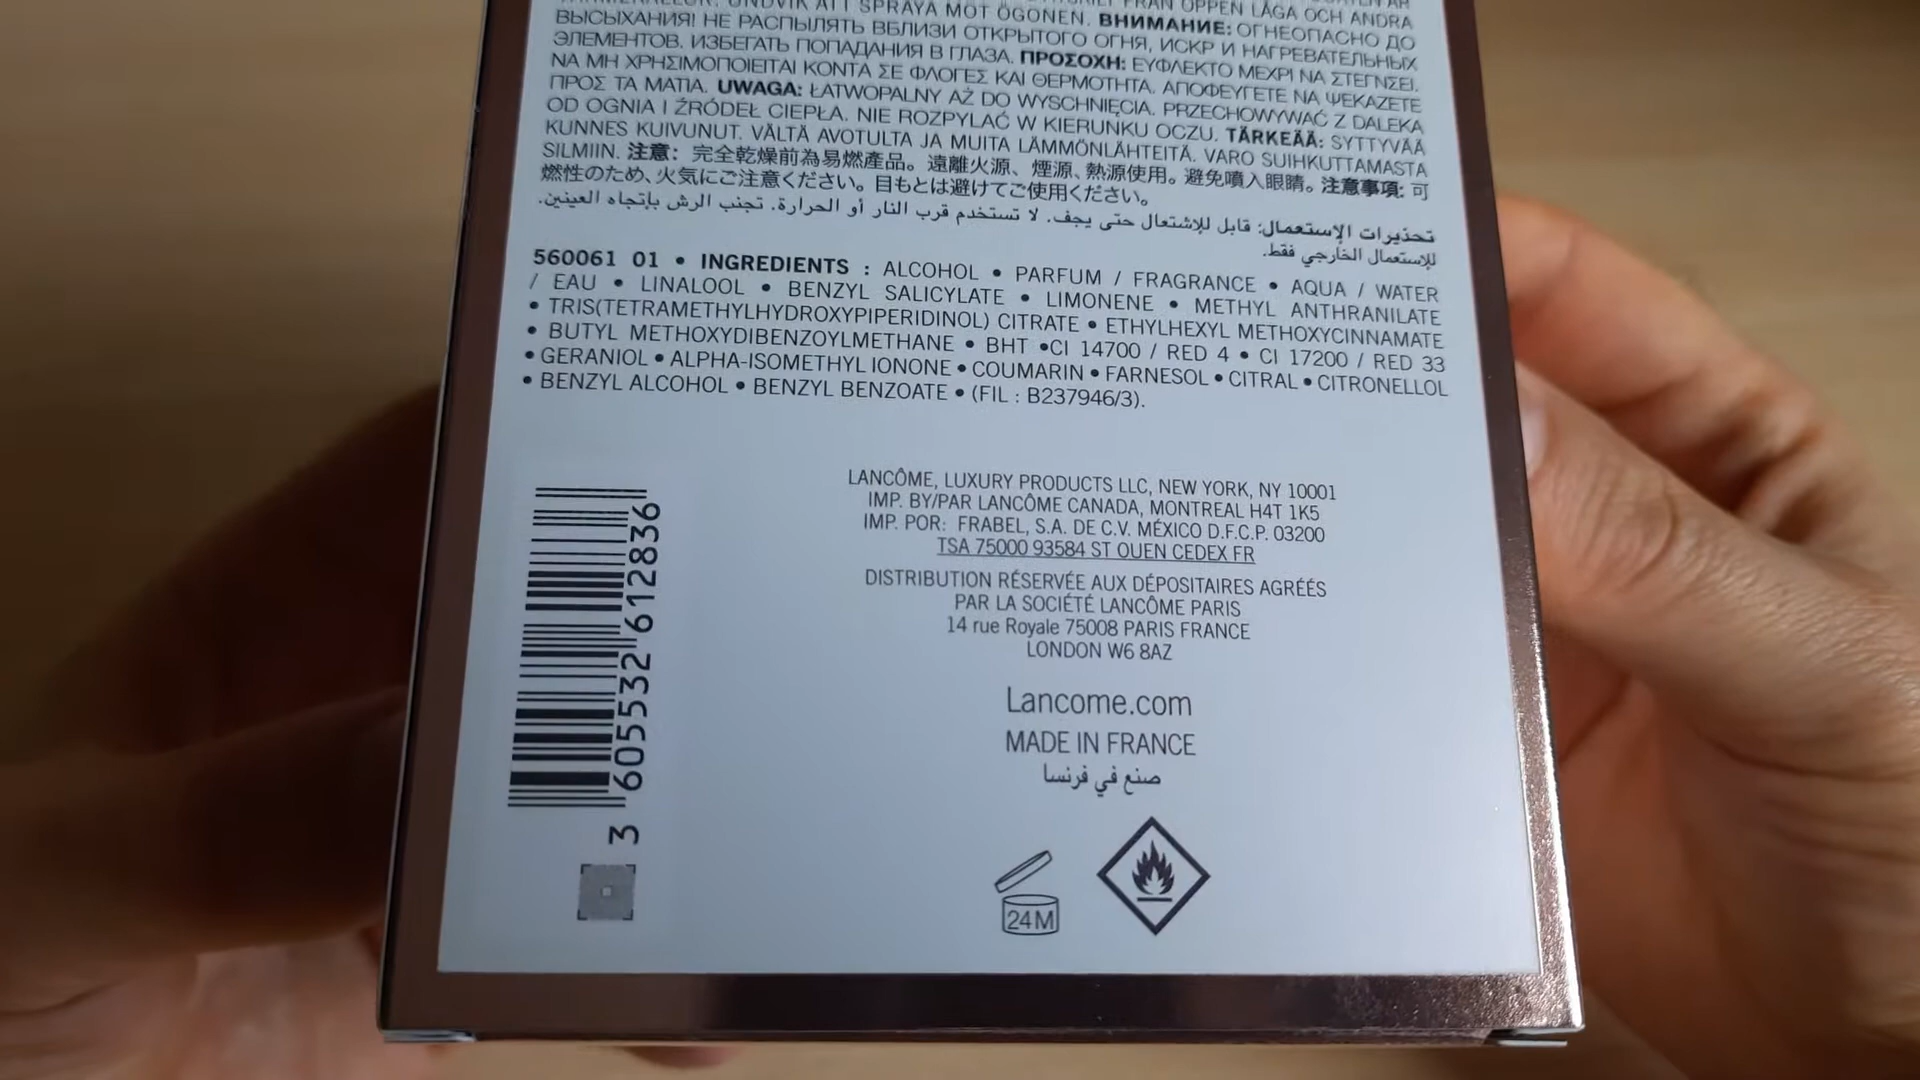 UNDVIK ATT SPRAYA MOT ÖGONEN. ВНИМАНИЕ: ОГНЕОПАСНО ДО
ВЫСЫХАНИЯ! НЕ РАСПЫЛЯТЬ ВБЛИЗИ ОТКРЫТОГО ОГНЯ, ИСКР И НАГРЕВАТЕЛЬНЫХ
ЭЛЕМЕНТОВ. ИЗБЕГАТЬ ПОПАДАНИЯ В ГЛАЗА. ΠΡΟΣΟΧΗ: ΕΥΦΛΕΚΤΟ ΜΕΧΡΙ ΝΑ ΣΤΕΓΝΩΣΕΙ.
ΝΑ ΜΗ ΧΡΗΣΙΜΟΠΟΙΕΙΤΑΙ ΚΟΝΤΑ ΣΕ ΦΛΟΓΕΣ ΚΑΙ ΘΕΡΜΟΤΗΤΑ. ΑΠΟΦΕΥΓΕΤΕ ΝΑ ΨΕΚΑΖΕΤΕ
ΠΡΟΣ ΤΑ ΜΑΤΙΑ. UWAGA: ŁATWOPALNY AŻ DO WYSCHNIĘCIA. PRZECHOWYWAĆ Z DALEKA
OD OGNIA I ŹRÓDEŁ CIEPŁA. NIE ROZPYLAĆ W KIERUNKU OCZU. TÄRKEÄÄ: SYTTYVÄÄ
KUNNES KUIVUNUT. VÄLTÄ AVOTULTA JA MUITA LÄMMÖNLÄHTEITÄ. VARO SUIHKUTTAMASTA
SILMIIN. 注意：完全乾燥前為易燃產品。遠離火源、煙源、熱源使用。避免噴入眼睛。注意事項: 可
燃性のため、火気にご注意ください。目もとは避けてご使用ください。
تحذيرات الإستعمال: قابل للإشتعال حتى يجف. لا تستخدم قرب النار أو الحرارة. تجنب الرش بإتجاه العينين.
للإستعمال الخارجي فقط.
560061 01 • INGREDIENTS : ALCOHOL • PARFUM / FRAGRANCE • AQUA / WATER
/ EAU • LINALOOL • BENZYL SALICYLATE • LIMONENE • METHYL ANTHRANILATE
• TRIS(TETRAMETHYLHYDROXYPIPERIDINOL) CITRATE • ETHYLHEXYL METHOXYCINNAMATE
• BUTYL METHOXYDIBENZOYLMETHANE • BHT •CI 14700 / RED 4 • CI 17200 / RED 33
• GERANIOL • ALPHA-ISOMETHYL IONONE • COUMARIN • FARNESOL • CITRAL • CITRONELLOL
• BENZYL ALCOHOL • BENZYL BENZOATE • (FIL : B237946/3).
LANCÔME, LUXURY PRODUCTS LLC, NEW YORK, NY 10001
IMP. BY/PAR LANCÔME CANADA, MONTREAL H4T 1K5
IMP. POR: FRABEL, S.A. DE C.V. MÉXICO D.F.C.P. 03200
TSA 75000 93584 ST OUEN CEDEX FR
DISTRIBUTION RÉSERVÉE AUX DÉPOSITAIRES AGRÉÉS
PAR LA SOCIÉTÉ LANCÔME PARIS
14 rue Royale 75008 PARIS FRANCE
LONDON W6 8AZ
Lancome.com
MADE IN FRANCE
صنع في فرنسا
3 605532 612836
24M